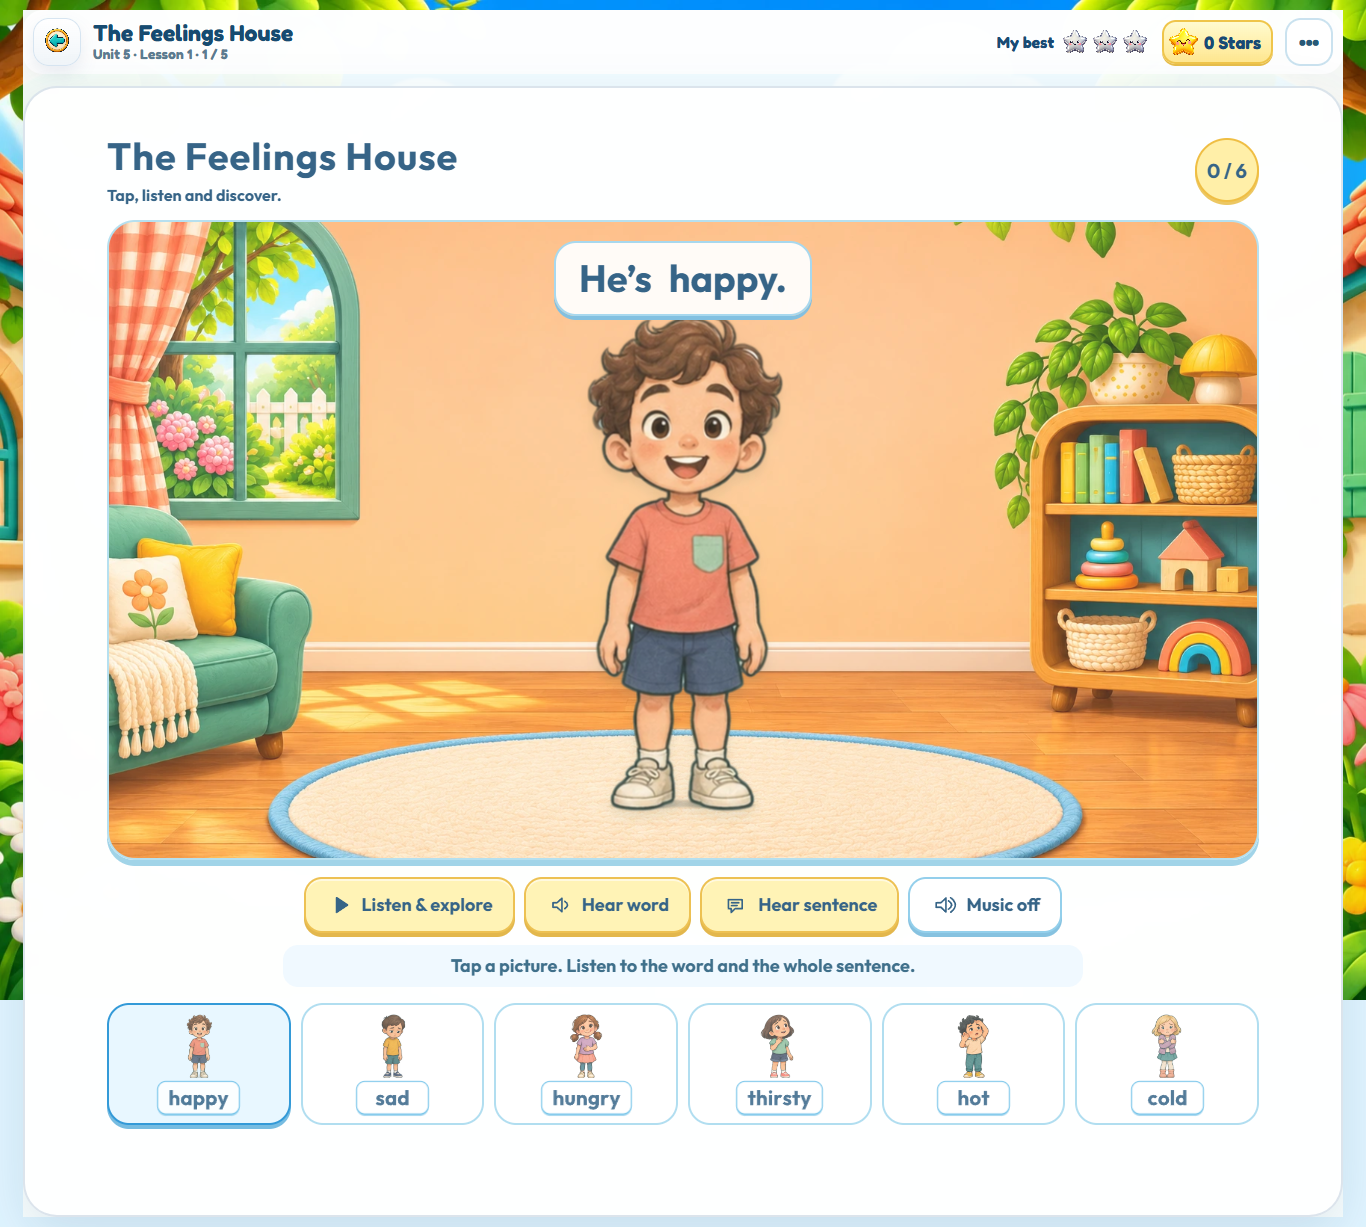 The Feelings House
Unit 5 · Lesson 1 · 1 / 5
My best
0 Stars
The Feelings House
Tap, listen and discover.
0 / 6
He’s happy.
Listen & explore
Hear word
Hear sentence
Music off
Tap a picture. Listen to the word and the whole sentence.
happy
sad
hungry
thirsty
hot
cold